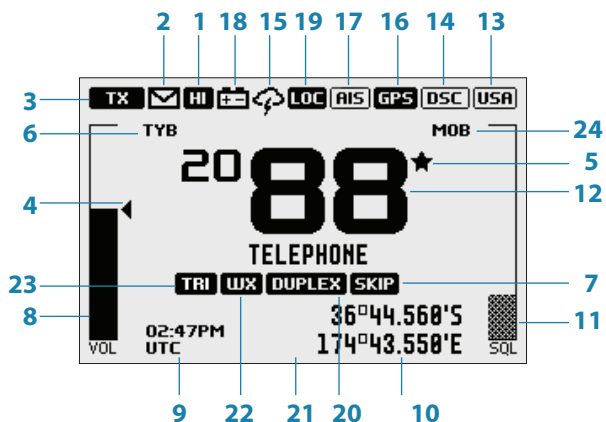 2 1 18 15 19 17 16 14 13
3 TX HI LOC AIS GPS DSC USA
6 TYB MOB 24
20 88 5
12
4
TELEPHONE
23 TRI WX DUPLEX SKIP 7
8 36°44.560'S 11
02:47PM
VOL UTC 174°43.550'E SQL
9 22 21 20 10